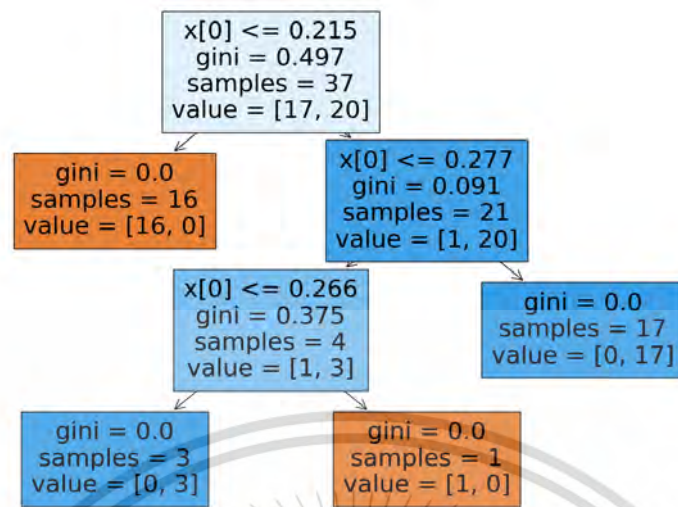 x[0] <= 0.215
gini = 0.497
samples = 37
value = [17, 20]
gini = 0.0
samples = 16
value = [16, 0]
x[0] <= 0.277
gini = 0.091
samples = 21
value = [1, 20]
x[0] <= 0.266
gini = 0.375
samples = 4
value = [1, 3]
gini = 0.0
samples = 17
value = [0, 17]
gini = 0.0
samples = 3
value = [0, 3]
gini = 0.0
samples = 1
value = [1, 0]